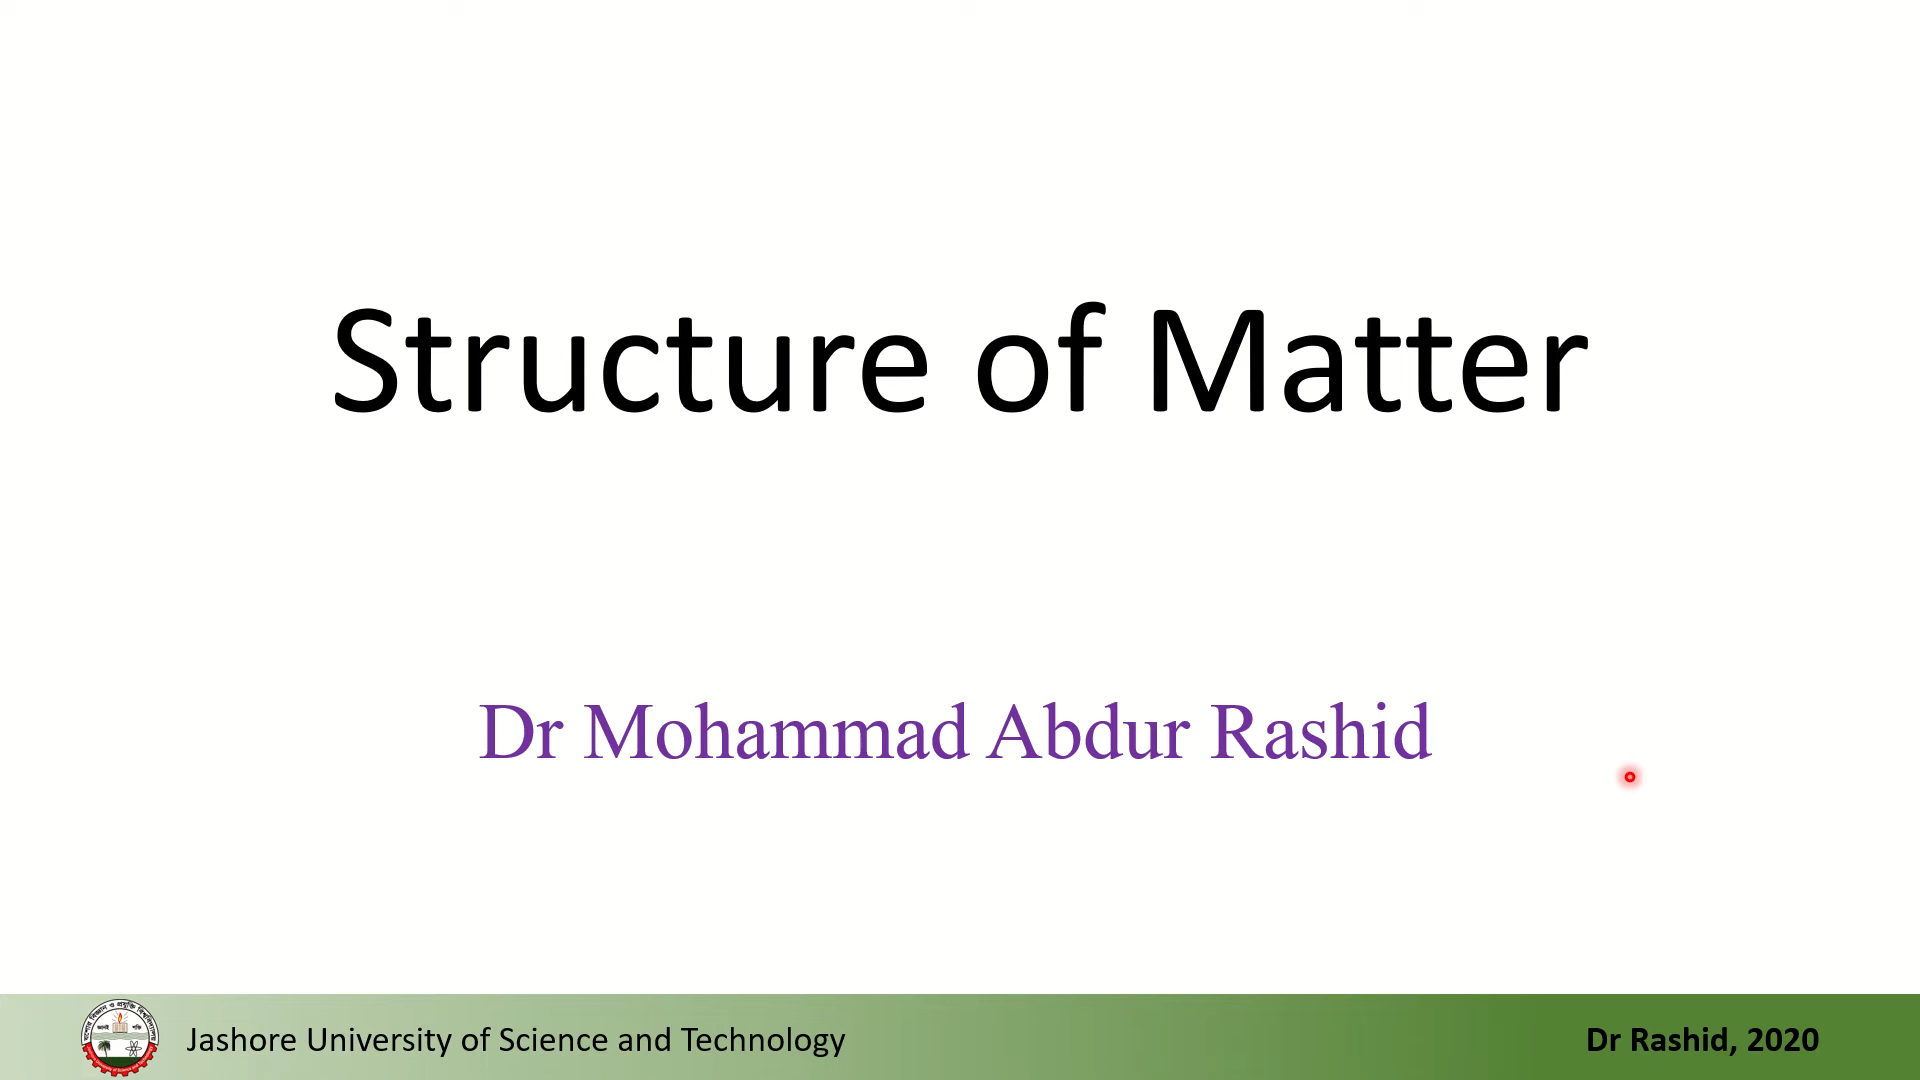 Structure of Matter
Dr Mohammad Abdur Rashid
Jashore University of Science and Technology
Dr Rashid, 2020